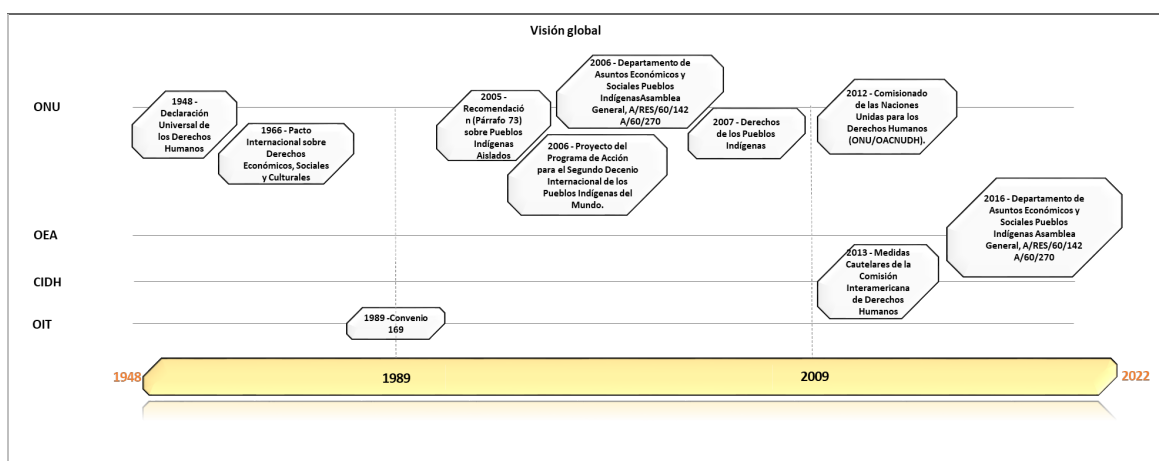 Visión global
ONU
1948 -
Declaración
Universal de
los Derechos
Humanos
1966 - Pacto
Internacional sobre
Derechos
Económicos, Sociales
y Culturales
2005 -
Recomendació
n (Párrafo 73)
sobre Pueblos
Indígenas
Aislados
2006 - Departamento de
Asuntos Económicos y
Sociales Pueblos
IndígenasAsamblea
General, A/RES/60/142
A/60/270
2006 - Proyecto del
Programa de Acción
para el Segundo Decenio
Internacional de los
Pueblos Indígenas del
Mundo.
2007 - Derechos
de los Pueblos
Indígenas
2012 - Comisionado
de las Naciones
Unidas para los
Derechos Humanos
(ONU/OACNUDH).
OEA
2016 - Departamento de
Asuntos Económicos y
Sociales Pueblos
Indígenas Asamblea
General, A/RES/60/142
A/60/270
CIDH
2013 - Medidas
Cautelares de la
Comisión
Interamericana
de Derechos
Humanos
OIT
1989 -Convenio
169
1948
1989
2009
2022